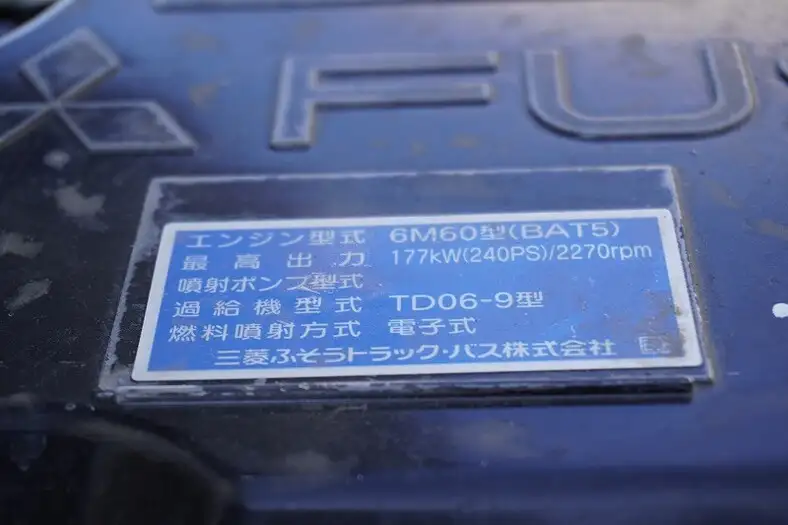 FU
エンジン型式 6M60型(BAT5)
最高出力 177kW(240PS)/2270rpm
噴射ポンプ型式
過給機型式 TD06-9型
燃料噴射方式 電子式
三菱ふそうトラック・バス株式会社